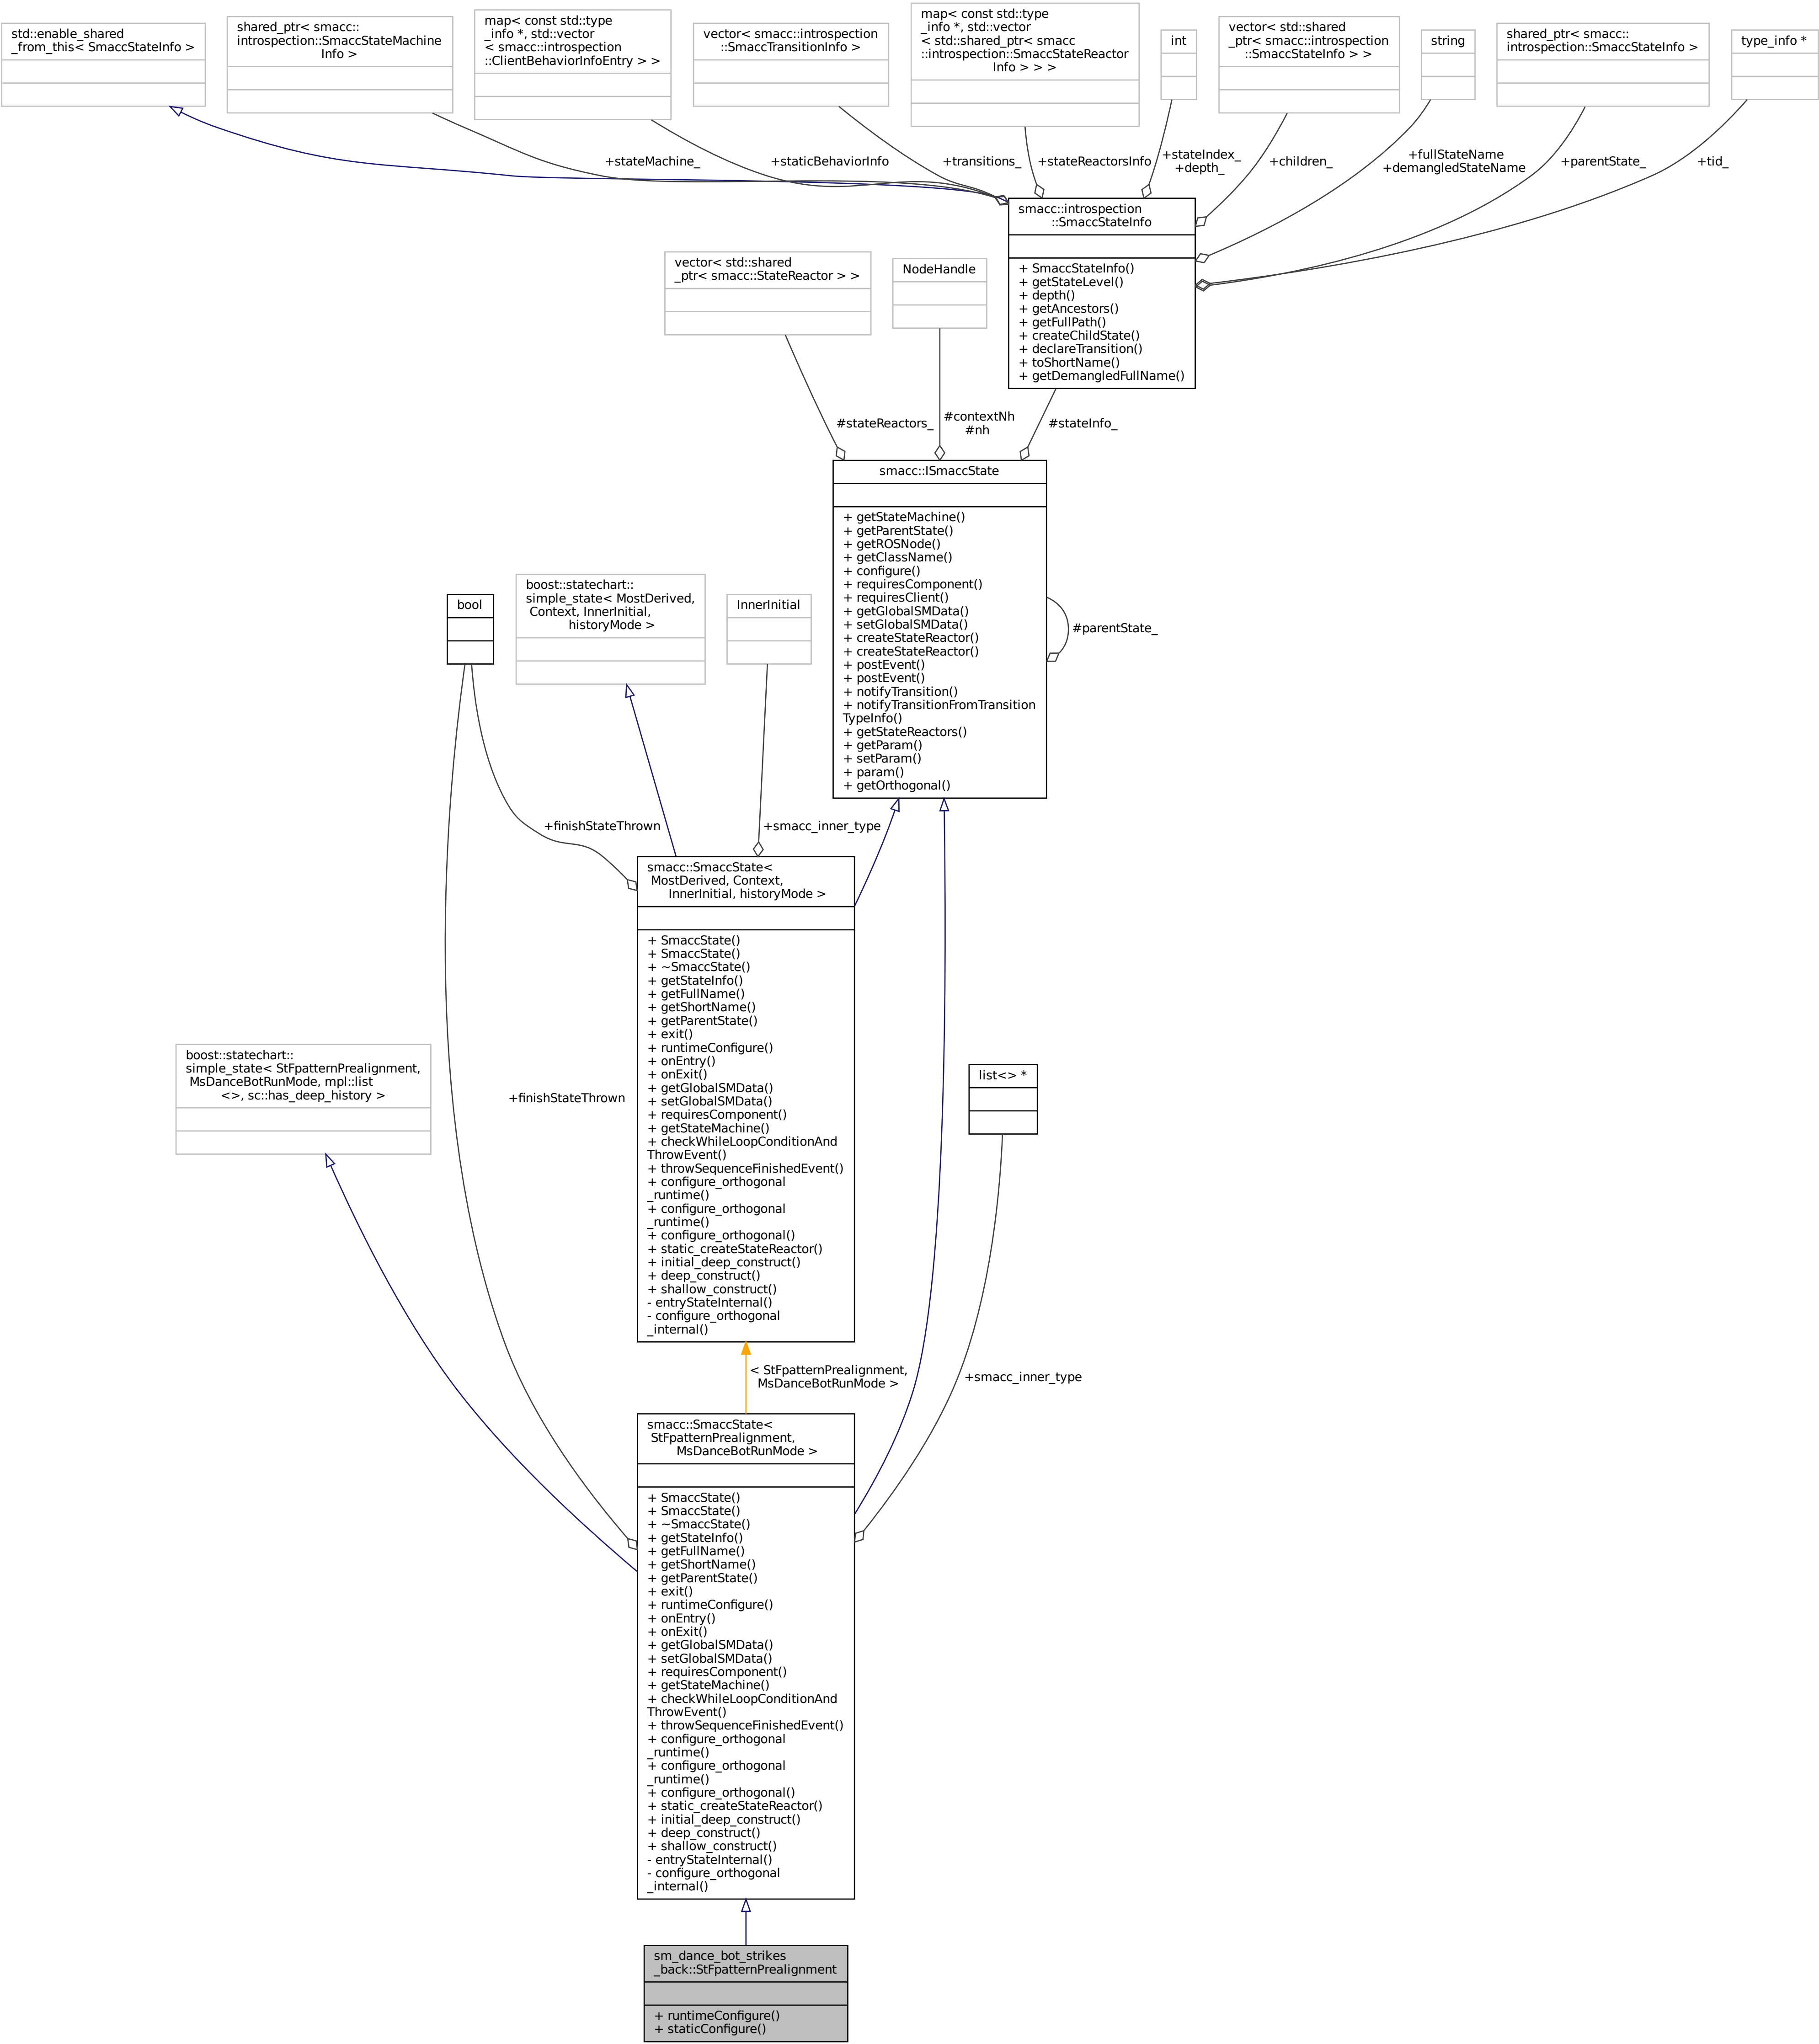 std::enable_shared
_from_this< SmaccStateInfo >
shared_ptr< smacc::
introspection::SmaccStateMachine
Info >
map< const std::type
_info *, std::vector
< smacc::introspection
::ClientBehaviorInfoEntry > >
vector< smacc::introspection
::SmaccTransitionInfo >
map< const std::type
_info *, std::vector
< std::shared_ptr< smacc
::introspection::SmaccStateReactor
Info > > >
int
vector< std::shared
_ptr< smacc::introspection
::SmaccStateInfo > >
string
shared_ptr< smacc::
introspection::SmaccStateInfo >
type_info *
+stateMachine_
+staticBehaviorInfo
+transitions_
+stateReactorsInfo
+stateIndex_
+depth_
+children_
+fullStateName
+demangledStateName
+parentState_
+tid_
smacc::introspection
::SmaccStateInfo
+ SmaccStateInfo()
+ getStateLevel()
+ depth()
+ getAncestors()
+ getFullPath()
+ createChildState()
+ declareTransition()
+ toShortName()
+ getDemangledFullName()
vector< std::shared
_ptr< smacc::StateReactor > >
NodeHandle
#stateReactors_
#contextNh
#nh
#stateInfo_
smacc::ISmaccState
+ getStateMachine()
+ getParentState()
+ getROSNode()
+ getClassName()
+ configure()
+ requiresComponent()
+ requiresClient()
+ getGlobalSMData()
+ setGlobalSMData()
+ createStateReactor()
+ createStateReactor()
+ postEvent()
+ postEvent()
+ notifyTransition()
+ notifyTransitionFromTransition
TypeInfo()
+ getStateReactors()
+ getParam()
+ setParam()
+ param()
+ getOrthogonal()
#parentState_
bool
boost::statechart::
simple_state< MostDerived,
Context, InnerInitial,
historyMode >
InnerInitial
+finishStateThrown
+smacc_inner_type
smacc::SmaccState<
MostDerived, Context,
InnerInitial, historyMode >
+ SmaccState()
+ SmaccState()
+ ~SmaccState()
+ getStateInfo()
+ getFullName()
+ getShortName()
+ getParentState()
+ exit()
+ runtimeConfigure()
+ onEntry()
+ onExit()
+ getGlobalSMData()
+ setGlobalSMData()
+ requiresComponent()
+ getStateMachine()
+ checkWhileLoopConditionAnd
ThrowEvent()
+ throwSequenceFinishedEvent()
+ configure_orthogonal
_runtime()
+ configure_orthogonal
_runtime()
+ configure_orthogonal()
+ static_createStateReactor()
+ initial_deep_construct()
+ deep_construct()
+ shallow_construct()
- entryStateInternal()
- configure_orthogonal
_internal()
boost::statechart::
simple_state< StFpatternPrealignment,
MsDanceBotRunMode, mpl::list
<>, sc::has_deep_history >
+finishStateThrown
list<> *
< StFpatternPrealignment,
MsDanceBotRunMode >
+smacc_inner_type
smacc::SmaccState<
StFpatternPrealignment,
MsDanceBotRunMode >
+ SmaccState()
+ SmaccState()
+ ~SmaccState()
+ getStateInfo()
+ getFullName()
+ getShortName()
+ getParentState()
+ exit()
+ runtimeConfigure()
+ onEntry()
+ onExit()
+ getGlobalSMData()
+ setGlobalSMData()
+ requiresComponent()
+ getStateMachine()
+ checkWhileLoopConditionAnd
ThrowEvent()
+ throwSequenceFinishedEvent()
+ configure_orthogonal
_runtime()
+ configure_orthogonal
_runtime()
+ configure_orthogonal()
+ static_createStateReactor()
+ initial_deep_construct()
+ deep_construct()
+ shallow_construct()
- entryStateInternal()
- configure_orthogonal
_internal()
sm_dance_bot_strikes
_back::StFpatternPrealignment
+ runtimeConfigure()
+ staticConfigure()